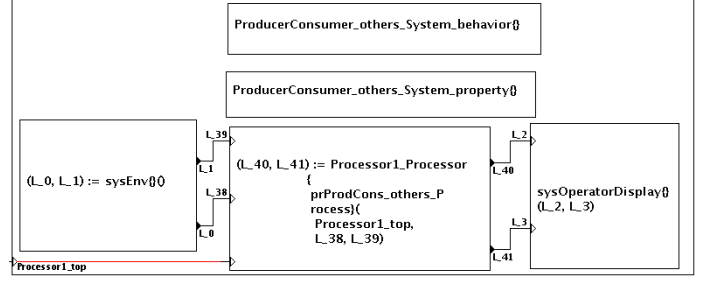 ProducerConsumer_others_System_behavior{}
ProducerConsumer_others_System_property{}
(L_0, L_1) := sysEnv{}()
L_39
L_1
L_38
L_0
(L_40, L_41) := Processor1_Processor
{
prProdCons_others_P
rocess}(
Processor1_top,
L_38, L_39)
L_2
L_40
L_3
L_41
sysOperatorDisplay{}
(L_2, L_3)
Processor1_top